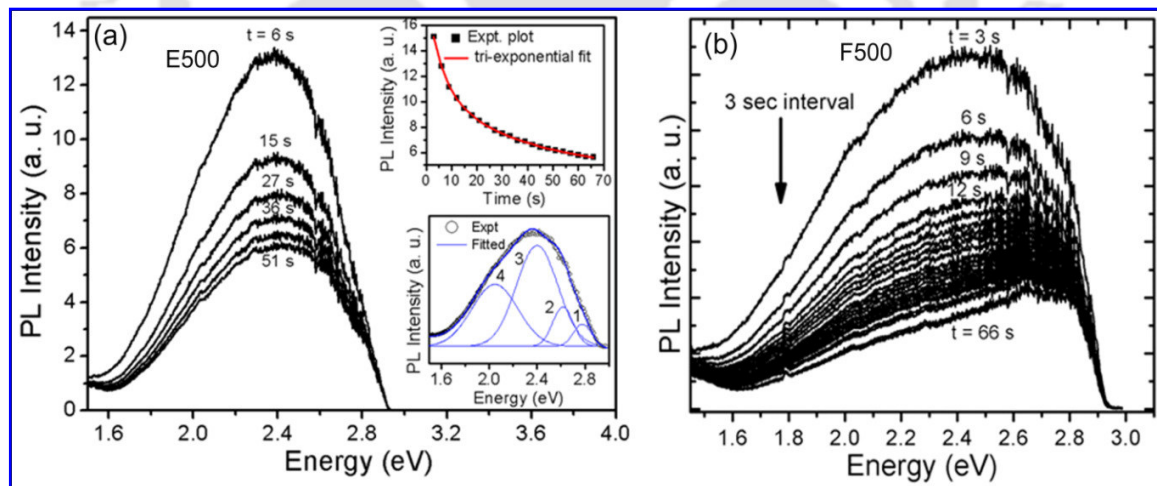 (a)
E500
t = 6 s
15 s
27 s
36 s
51 s
PL Intensity (a. u.)
14
12
10
8
6
4
2
0
1.6 2.0 2.4 2.8 3.2 3.6 4.0
Energy (eV)
Expt. plot
tri-exponential fit
PL Intensity (a. u.)
16
14
12
10
8
6
0 10 20 30 40 50 60 70
Time (s)
Expt
Fitted
4
3
2
1
PL Intensity (a. u.)
1.6 2.0 2.4 2.8
Energy (eV)
(b)
F500
t = 3 s
3 sec interval
6 s
9 s
12 s
t = 66 s
PL Intensity (a. u.)
1.6 1.8 2.0 2.2 2.4 2.6 2.8 3.0
Energy (eV)